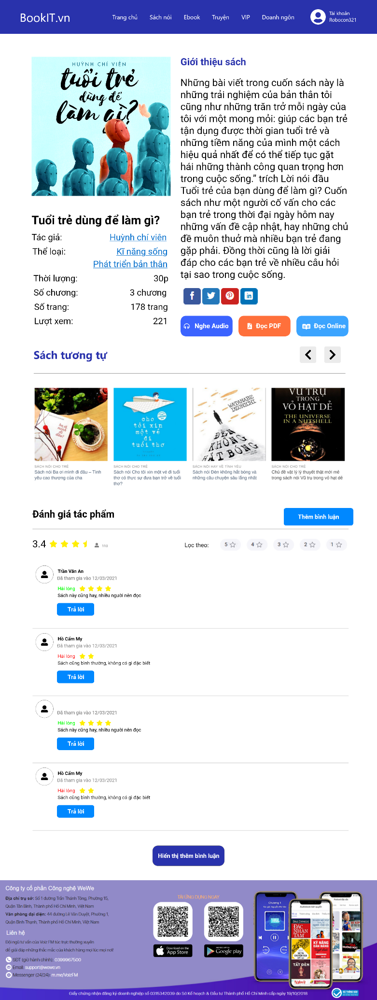 BookIT.vn
Trang chủ
Sách nói
Ebook
Truyện
VIP
Doanh ngôn
Tài khoản
Robocon321
HUỲNH CHÍ VIÊN
tuổi trẻ
dùng để
làm gì?
Giới thiệu sách
Những bài viết trong cuốn sách này là
những trải nghiệm của bản thân tôi
cũng như những trăn trở mỗi ngày của
tôi với một mong mỏi: giúp các bạn trẻ
tận dụng được thời gian tuổi trẻ và
những tiềm năng của mình một cách
hiệu quả nhất để có thể tiếp tục gặt
hái những thành công quan trọng hơn
trong cuộc sống.” trích Lời nói đầu
Tuổi trẻ của bạn dùng để làm gì? Cuốn
sách như một người cố vấn cho các
bạn trẻ trong thời đại ngày hôm nay
những vấn đề cập nhật, hay những chủ
đề muôn thuở mà nhiều bạn trẻ đang
gặp phải. Đồng thời cũng là lời giải
đáp cho các bạn trẻ về nhiều câu hỏi
tại sao trong cuộc sống.
Tuổi trẻ dùng để làm gì?
Tác giả: Huỳnh chí viên
Thể loại: Kĩ năng sống
Phát triển bản thân
Thời lượng: 30p
Số chương: 3 chương
Số trang: 178 trang
Lượt xem: 221
Nghe Audio
Đọc PDF
Đọc Online
Sách tương tự
ba ơi,
mình đi
đâu?
cho
tôi xin
một vé
đi
tuổi thơ
WATANABE
DZUNICHI
ĐÈN
KHÔNG
HẮT BÓNG
VŨ TRỤ
TRONG
VỎ HẠT DẺ
THE UNIVERSE
IN A NUTSHELL
SÁCH NÓI CHO TRẺ
Sách nói Ba ơi mình đi đâu – Tình
yêu cao thượng của cha
SÁCH NÓI CHO TRẺ
Sách nói Cho tôi xin một vé đi tuổi
thơ có thực sự đưa bạn trở về tuổi
thơ?
SÁCH NÓI HAY VỀ TÌNH YÊU
Sách nói Đèn không hắt bóng và
những câu chuyện sâu lắng nhất
SÁCH NÓI CHO TRẺ
Chủ đề vật lý lý thuyết thật mới mẻ
trong sách nói Vũ trụ trong vỏ hạt dẻ
Đánh giá tác phẩm
Thêm bình luận
3.4
110
Lọc theo:
5
4
3
2
1
Trần Văn An
Đã tham gia vào 12/03/2021
Hài lòng
Sách này cũng hay, nhiều người nên đọc
Trả lời
Hồ Cẩm My
Đã tham gia vào 12/03/2021
Hài lòng
Sách cũng bình thường, không có gì đặc biết
Trả lời
Đã tham gia vào 12/03/2021
Hài lòng
Sách này cũng hay, nhiều người nên đọc
Trả lời
Hồ Cẩm My
Đã tham gia vào 12/03/2021
Hài lòng
Sách cũng bình thường, không có gì đặc biết
Trả lời
Hiển thị thêm bình luận
Công ty cổ phần Công nghệ WeWe
Địa chỉ trụ sở: Số 1 đường Trần Thánh Tông, Phường 15,
Quận Tân Bình, Thành phố Hồ Chí Minh, Việt Nam
Văn phòng đại diện: 44 đường Lê Văn Duyệt, Phường 1,
Quận Bình Thạnh, Thành phố Hồ Chí Minh, Việt Nam
Liên hệ
Đội ngũ tư vấn của Voiz FM túc trực thường xuyên
để giải đáp những thắc mắc của khách hàng mọi lúc mọi nơi!
SĐT (giờ hành chính): 0399967500
Email: support@wewe.vn
Messenger (24/24): m.me/VoizFM
TẢI ỨNG DỤNG NGAY
Download on the
App Store
ANDROID APP ON
Google play
Chương 1
DALE CARNEGIE
ĐẮC
NHÂN
TÂM
KỸ NĂNG
BÁN HÀNG
TẮT ĐÈN
Giấy chứng nhận đăng ký doanh nghiệp số 0315342039 do Sở Kế hoạch & Đầu tư Thành phố Hồ Chí Minh cấp ngày 19/10/2018
ĐÃ THÔNG BÁO
BỘ CÔNG THƯƠNG